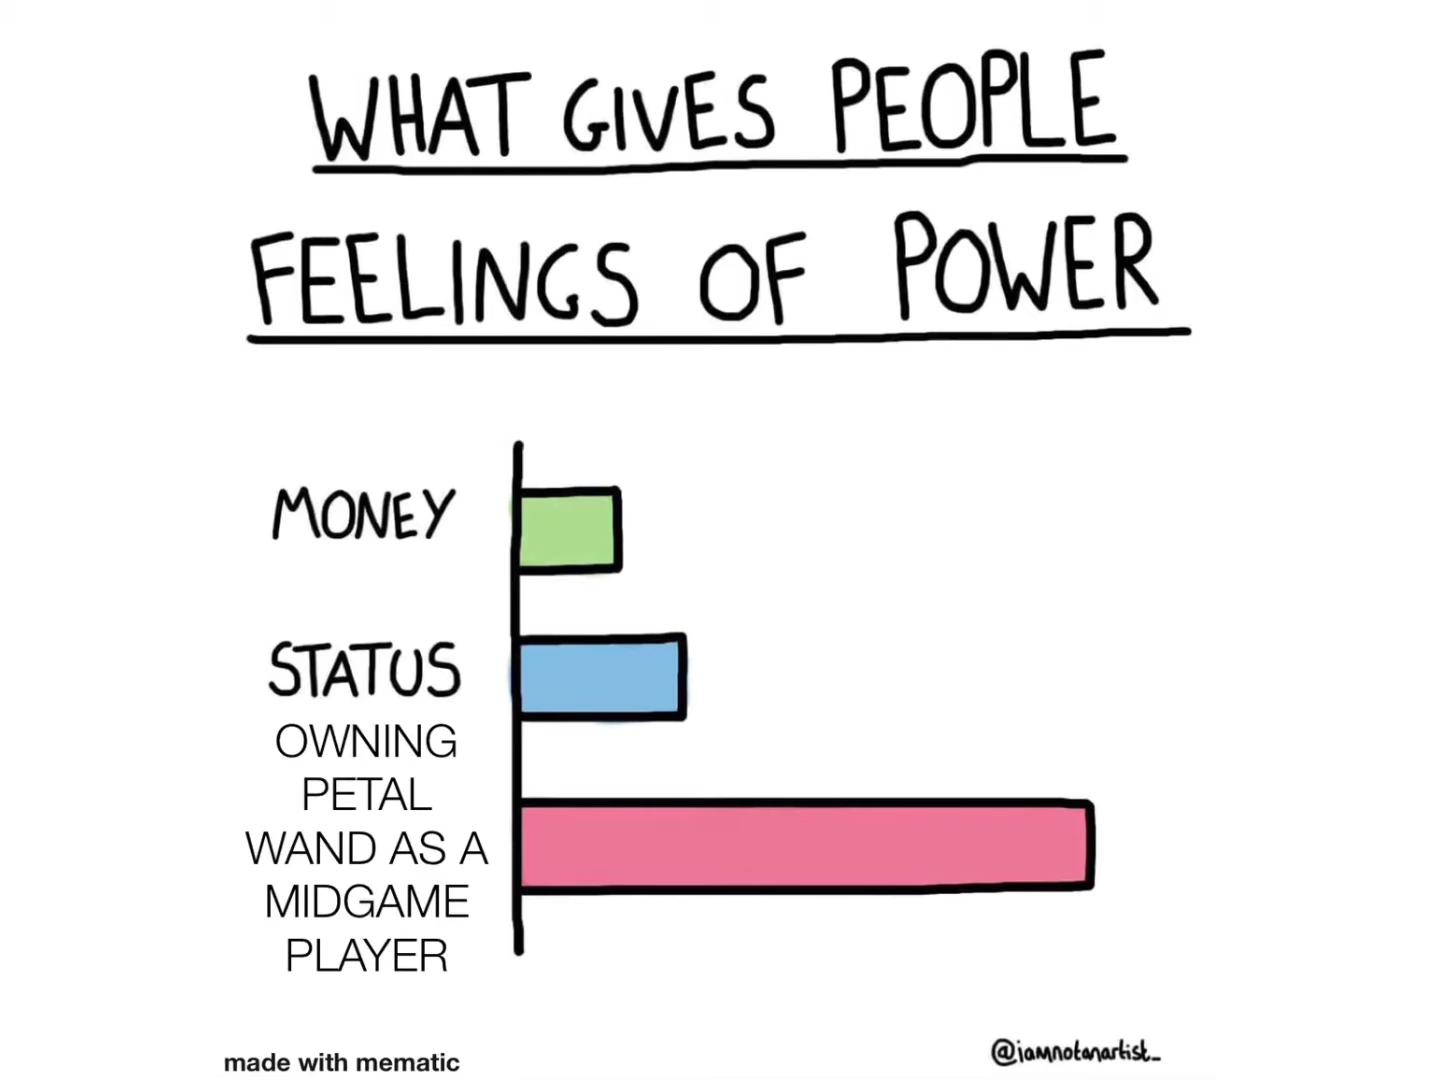 WHAT GIVES PEOPLE
FEELINGS OF POWER
MONEY
STATUS
OWNING
PETAL
WAND AS A
MIDGAME
PLAYER
made with mematic
@iamnotanartist_